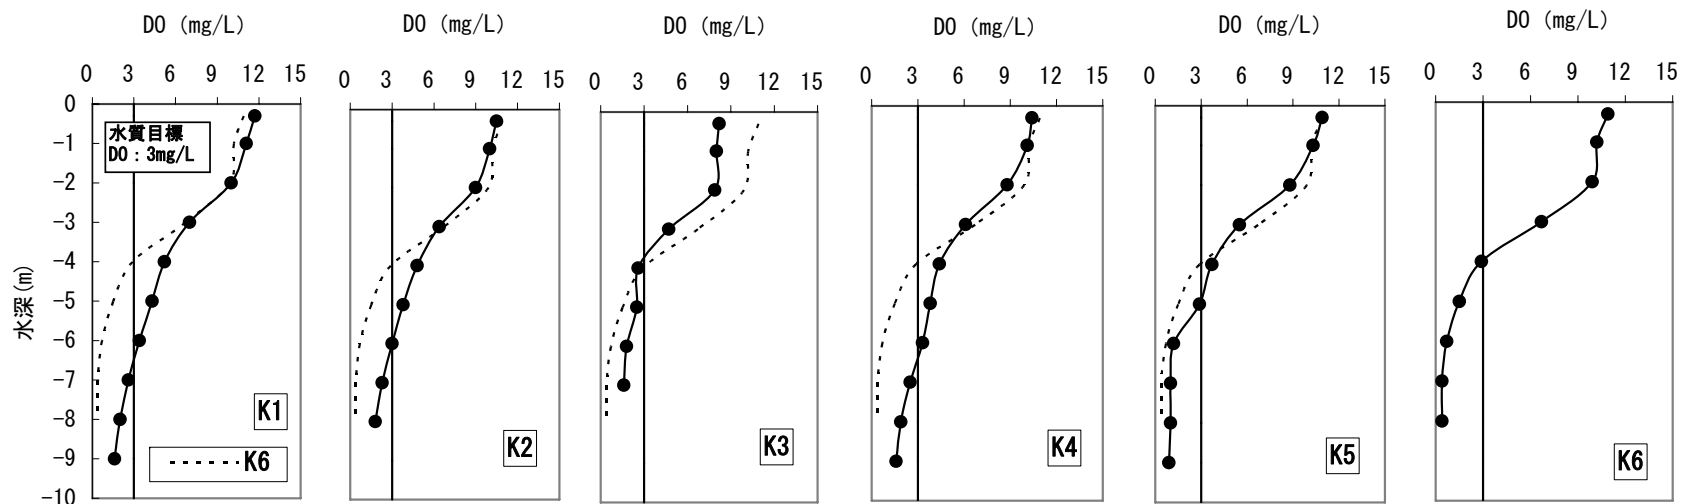 DO (mg/L)
DO (mg/L)
DO (mg/L)
DO (mg/L)
DO (mg/L)
DO (mg/L)
0 3 6 9 12 15
0 3 6 9 12 15
0 3 6 9 12 15
0 3 6 9 12 15
0 3 6 9 12 15
0 3 6 9 12 15
水深(m)
0
-1
-2
-3
-4
-5
-6
-7
-8
-9
-10
水質目標
DO：3mg/L
K1
K6
K2
K3
K4
K5
K6